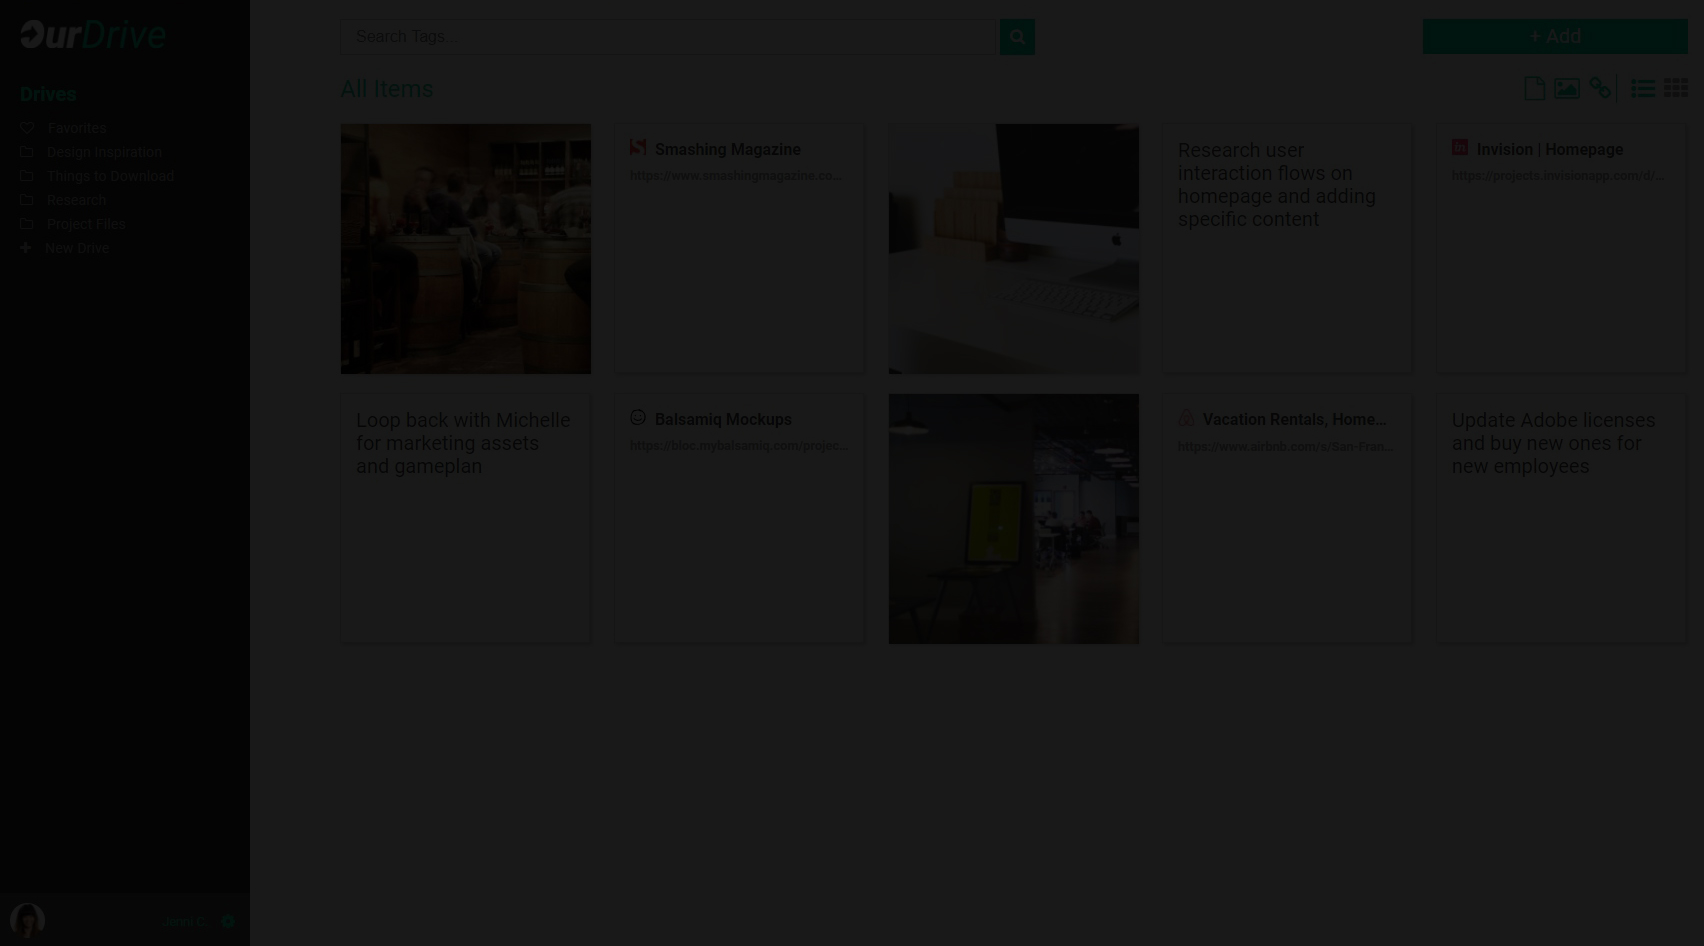 OurDrive
Search Tags...
+ Add
Drives
Favorites
Design Inspiration
Things to Download
Research
Project Files
New Drive
All Items
Smashing Magazine
https://www.smashingmagazine.co...
Research user
interaction flows on
homepage and adding
specific content
Invision | Homepage
https://projects.invisionapp.com/d/...
Loop back with Michelle
for marketing assets
and gameplan
Balsamiq Mockups
https://bloc.mybalsamiq.com/projec...
Vacation Rentals, Home...
https://www.airbnb.com/s/San-Fran...
Update Adobe licenses
and buy new ones for
new employees